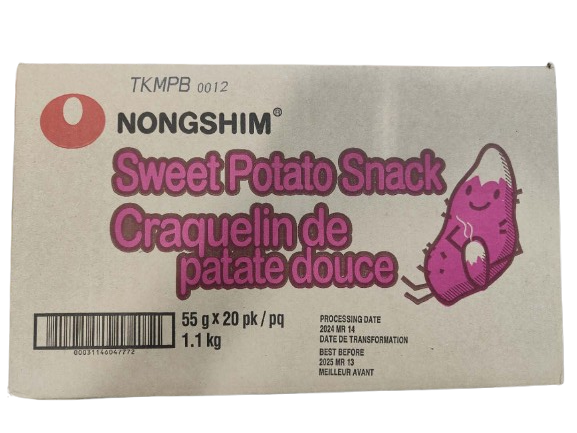 TKMPB 0012
NONGSHIM®
Sweet Potato Snack
Craquelin de
patate douce
55 g x 20 pk / pq
1.1 kg
00031146047772
PROCESSING DATE
2024 MR 14
DATE DE TRANSFORMATION
BEST BEFORE
2025 MR 13
MEILLEUR AVANT